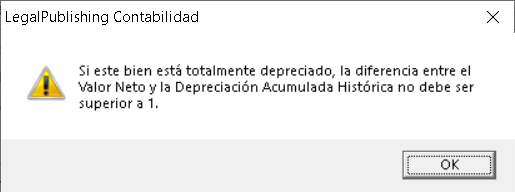 LegalPublishing Contabilidad
Si este bien está totalmente depreciado, la diferencia entre el
Valor Neto y la Depreciación Acumulada Histórica no debe ser
superior a 1.
OK